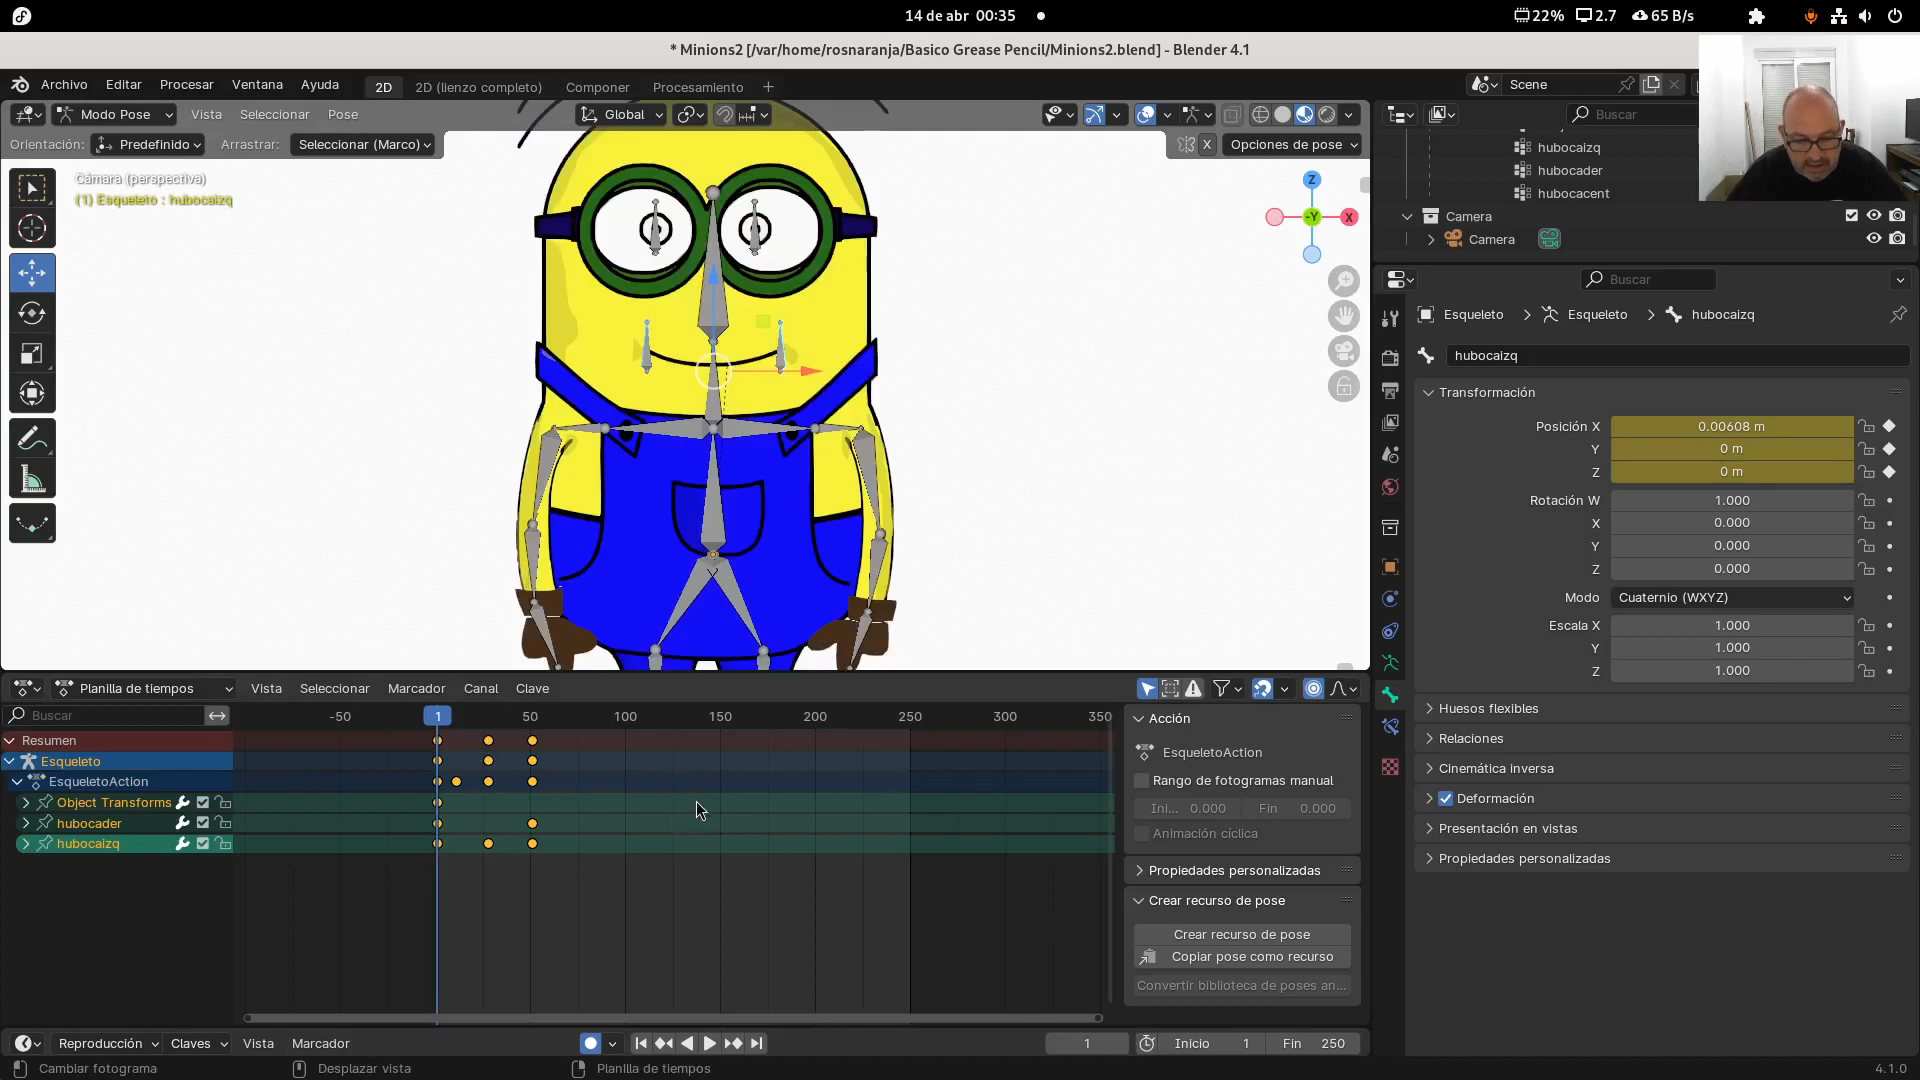 14 de abr 00:35
22% 2.7 65 B/s
* Minions2 [/var/home/rosnaranja/Basico Grease Pencil/Minions2.blend] - Blender 4.1
Archivo Editar Procesar Ventana Ayuda 2D 2D (lienzo completo) Componer Procesamiento + Scene
Modo Pose Vista Seleccionar Pose Global Buscar
Orientación: Predefinido Arrastrar: Seleccionar (Marco) X Opciones de pose
Cámara (perspectiva)
(1) Esqueleto : hubocaizq
Z
-Y
X
hubocaizq
hubocader
hubocacent
Camera
Camera
Buscar
Esqueleto > Esqueleto > hubocaizq
hubocaizq
Transformación
Posición X 0.00608 m
Y 0 m
Z 0 m
Rotación W 1.000
X 0.000
Y 0.000
Z 0.000
Modo Cuaternio (WXYZ)
Escala X 1.000
Y 1.000
Z 1.000
Huesos flexibles
Relaciones
Cinemática inversa
Deformación
Presentación en vistas
Propiedades personalizadas
Planilla de tiempos Vista Seleccionar Marcador Canal Clave
Buscar -50 1 50 100 150 200 250 300 350
Resumen
Esqueleto
EsqueletoAction
Object Transforms
hubocader
hubocaizq
Acción
EsqueletoAction
Rango de fotogramas manual
Ini... 0.000 Fin 0.000
Animación cíclica
Propiedades personalizadas
Crear recurso de pose
Crear recurso de pose
Copiar pose como recurso
Convertir biblioteca de poses an...
Reproducción Claves Vista Marcador 1 Inicio 1 Fin 250
Cambiar fotograma Desplazar vista Planilla de tiempos 4.1.0